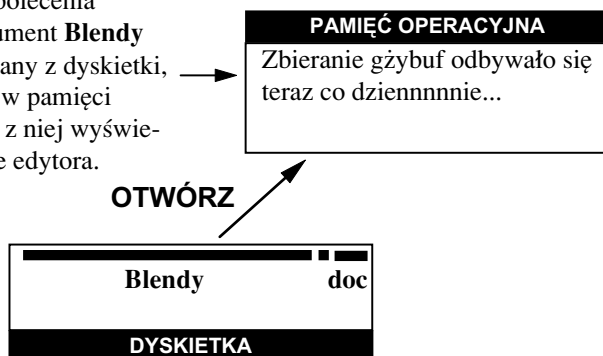 polecenia
ument Blendy
any z dyskietki,
w pamięci
z niej wyświe-
e edytora.
PAMIĘĆ OPERACYJNA
Zbieranie gżybuf odbywało się
teraz co dziennnnnie...
OTWÓRZ
Blendy doc
DYSKIETKA